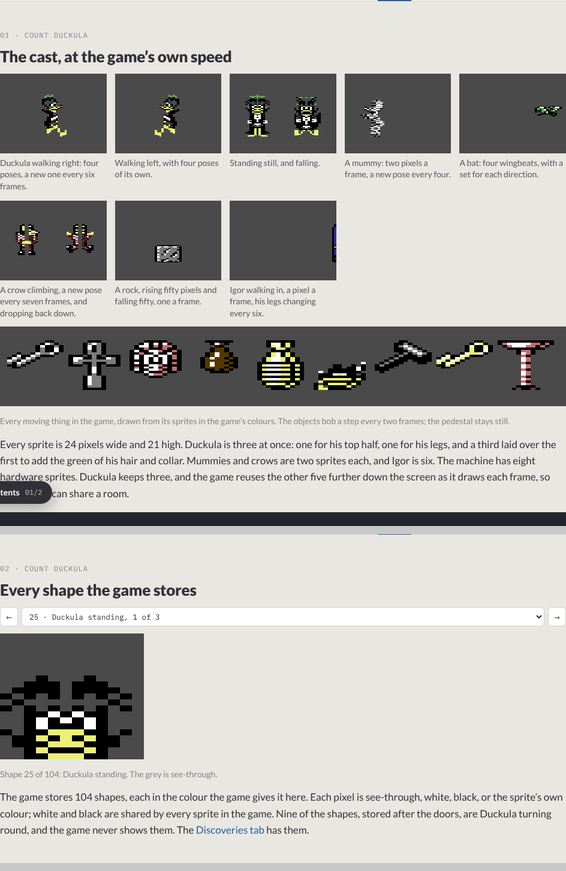 01 · COUNT DUCKULA
The cast, at the game's own speed
Duckula walking right: four
poses, a new one every six
frames.
Walking left, with four poses
of its own.
Standing still, and falling.
A mummy: two pixels a
frame, a new pose every four.
A bat: four wingbeats, with a
set for each direction.
A crow climbing, a new pose
every seven frames, and
dropping back down.
A rock, rising fifty pixels and
falling fifty, one a frame.
Igor walking in, a pixel a
frame, his legs changing
every six.
Every moving thing in the game, drawn from its sprites in the game's colours. The objects bob a step every two frames; the pedestal stays still.
Every sprite is 24 pixels wide and 21 high. Duckula is three at once: one for his top half, one for his legs, and a third laid over the
first to add the green of his hair and collar. Mummies and crows are two sprites each, and Igor is six. The machine has eight
hardware sprites. Duckula keeps three, and the game reuses the other five further down the screen as it draws each frame, so
can share a room.
tents 01/2
02 · COUNT DUCKULA
Every shape the game stores
←
25 · Duckula standing, 1 of 3
→
Shape 25 of 104: Duckula standing. The grey is see-through.
The game stores 104 shapes, each in the colour the game gives it here. Each pixel is see-through, white, black, or the sprite's own
colour; white and black are shared by every sprite in the game. Nine of the shapes, stored after the doors, are Duckula turning
round, and the game never shows them. The Discoveries tab has them.